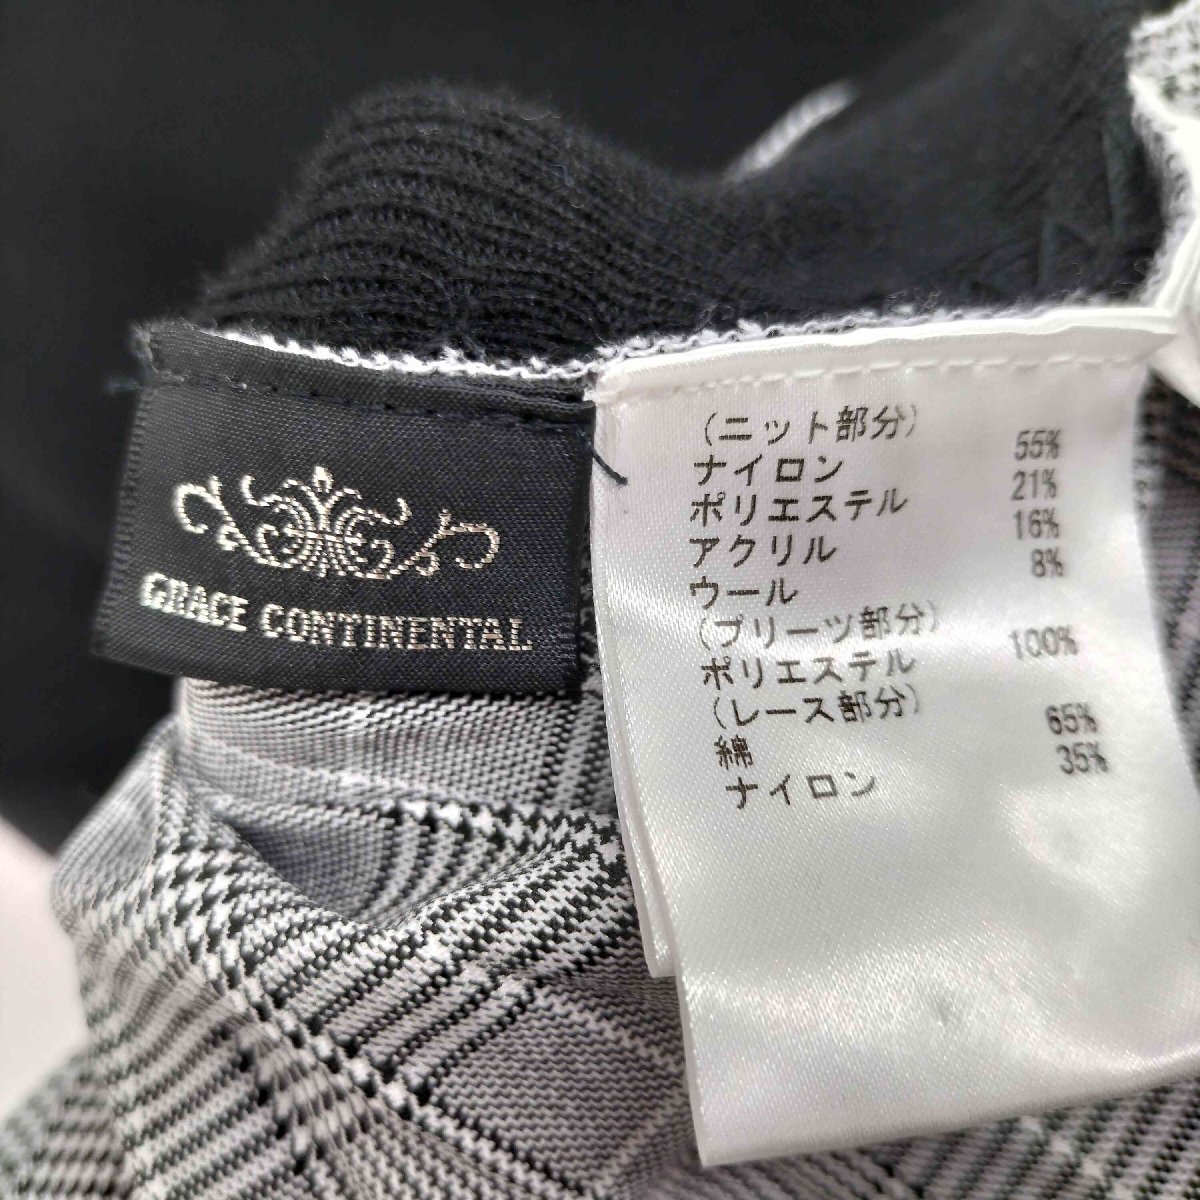 GRACE CONTINENTAL
(ニット部分)
ナイロン 55%
ポリエステル 21%
アクリル 16%
ウール 8%
(プリーツ部分)
ポリエステル 100%
(レース部分)
綿 65%
ナイロン 35%